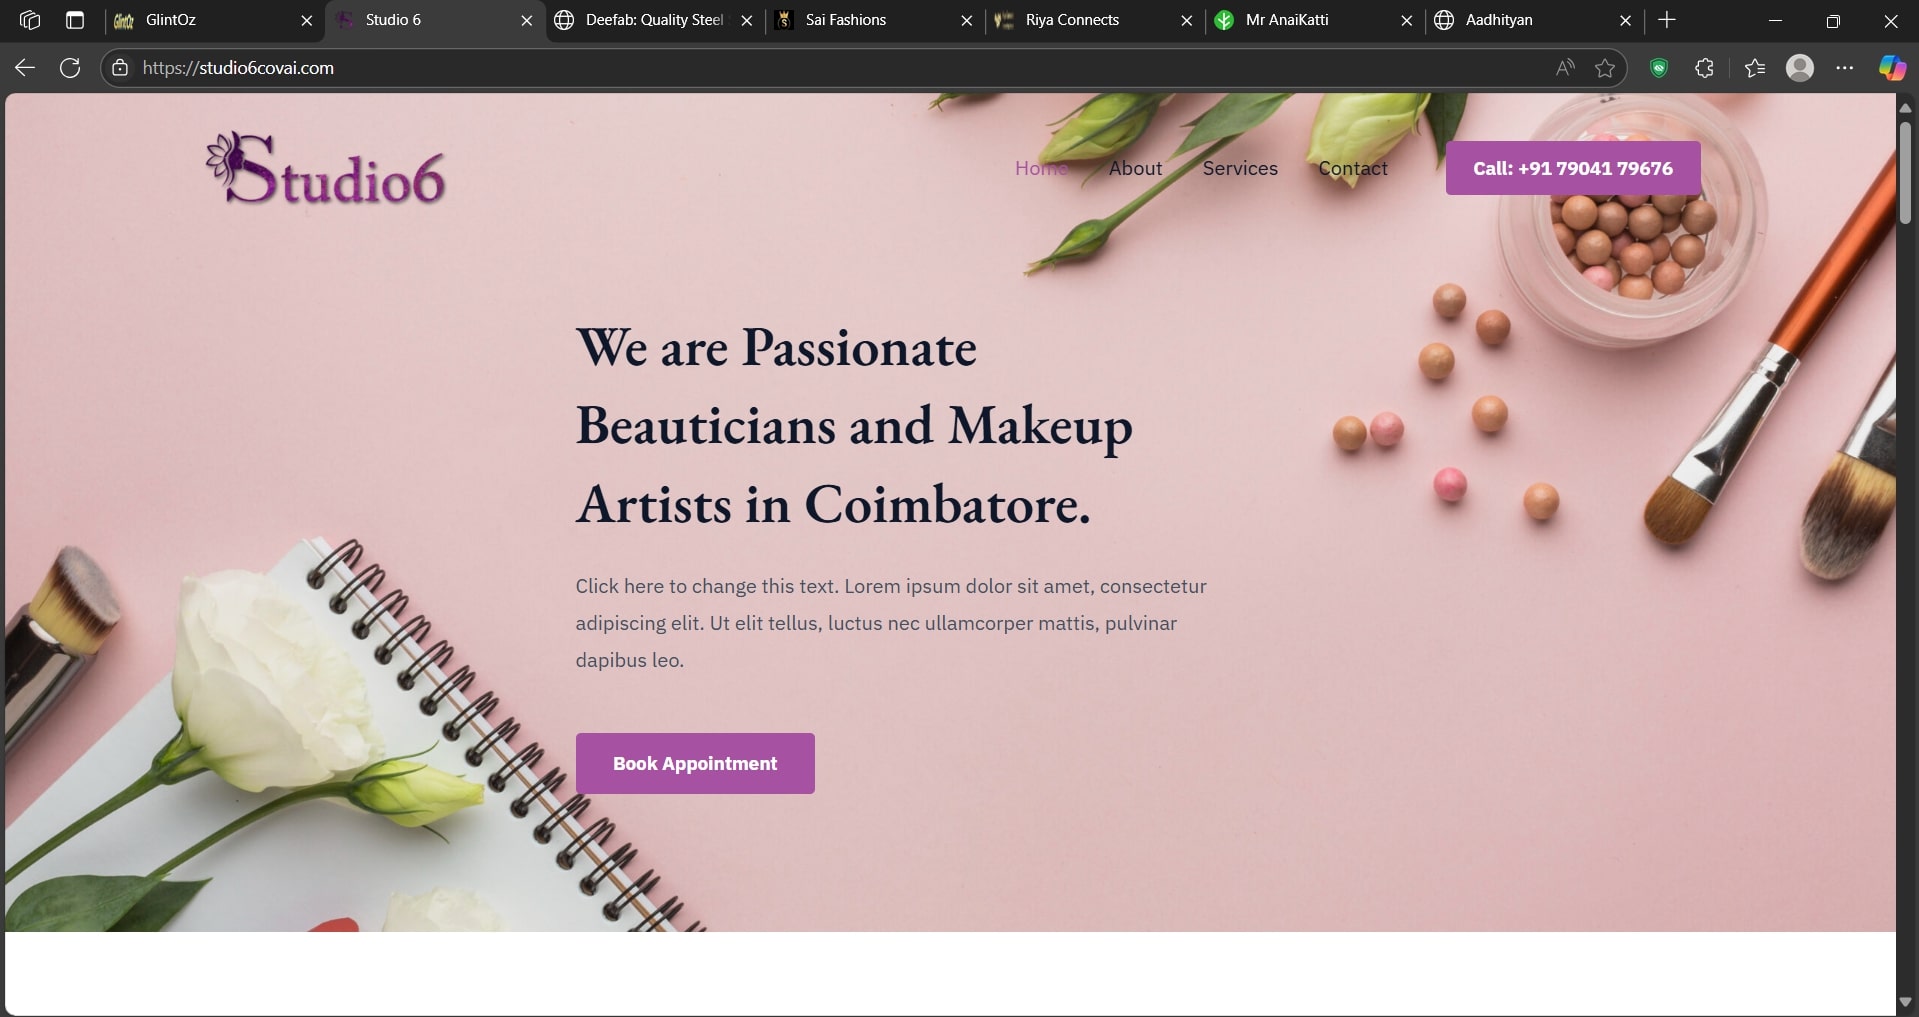 GlintOz
Studio 6
Deefab: Quality Steel
Sai Fashions
Riya Connects
Mr AnaiKatti
Aadhityan
https://studio6covai.com
Studio6
Home
About
Services
Contact
Call: +91 79041 79676
We are Passionate
Beauticians and Makeup
Artists in Coimbatore.
Click here to change this text. Lorem ipsum dolor sit amet, consectetur
adipiscing elit. Ut elit tellus, luctus nec ullamcorper mattis, pulvinar
dapibus leo.
Book Appointment